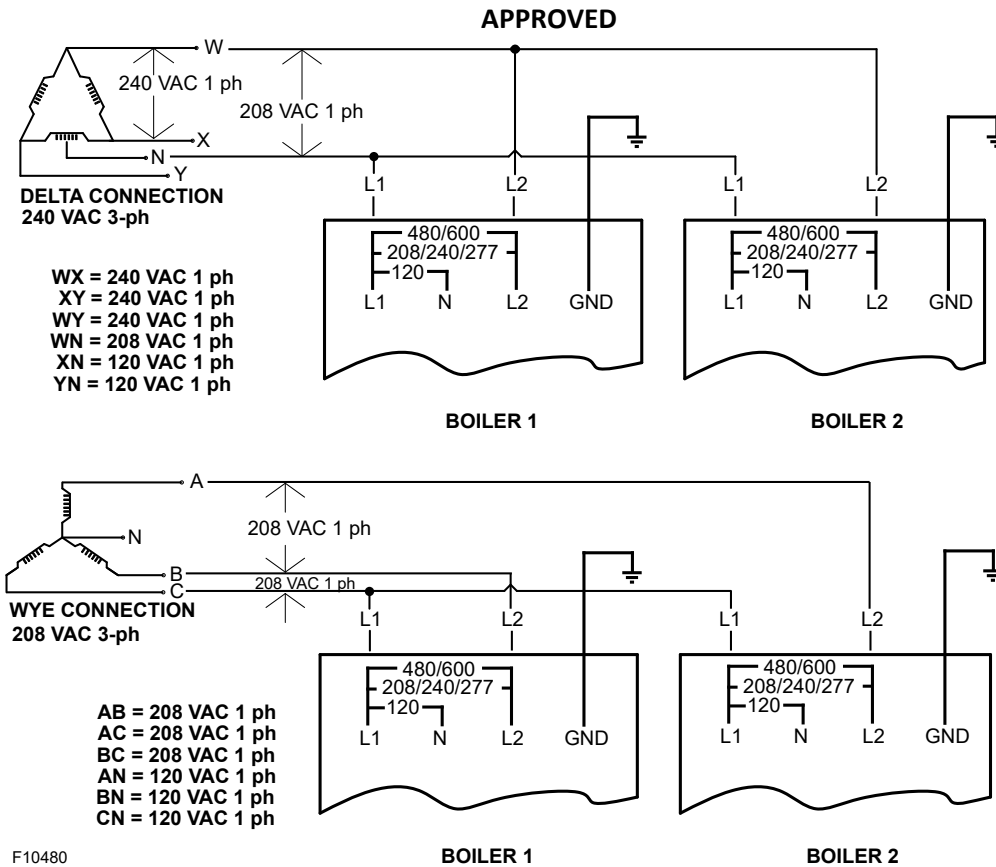 APPROVED
W
240 VAC 1 ph
208 VAC 1 ph
X
N
Y
DELTA CONNECTION
240 VAC 3-ph
L1 L2 L1 L2
480/600 480/600
208/240/277 208/240/277
120 120
L1 N L2 GND L1 N L2 GND
WX = 240 VAC 1 ph
XY = 240 VAC 1 ph
WY = 240 VAC 1 ph
WN = 208 VAC 1 ph
XN = 120 VAC 1 ph
YN = 120 VAC 1 ph
BOILER 1 BOILER 2
A
208 VAC 1 ph
N
B
208 VAC 1 ph
C
WYE CONNECTION
208 VAC 3-ph
L1 L2 L1 L2
480/600 480/600
208/240/277 208/240/277
120 120
L1 N L2 GND L1 N L2 GND
AB = 208 VAC 1 ph
AC = 208 VAC 1 ph
BC = 208 VAC 1 ph
AN = 120 VAC 1 ph
BN = 120 VAC 1 ph
CN = 120 VAC 1 ph
F10480 BOILER 1 BOILER 2